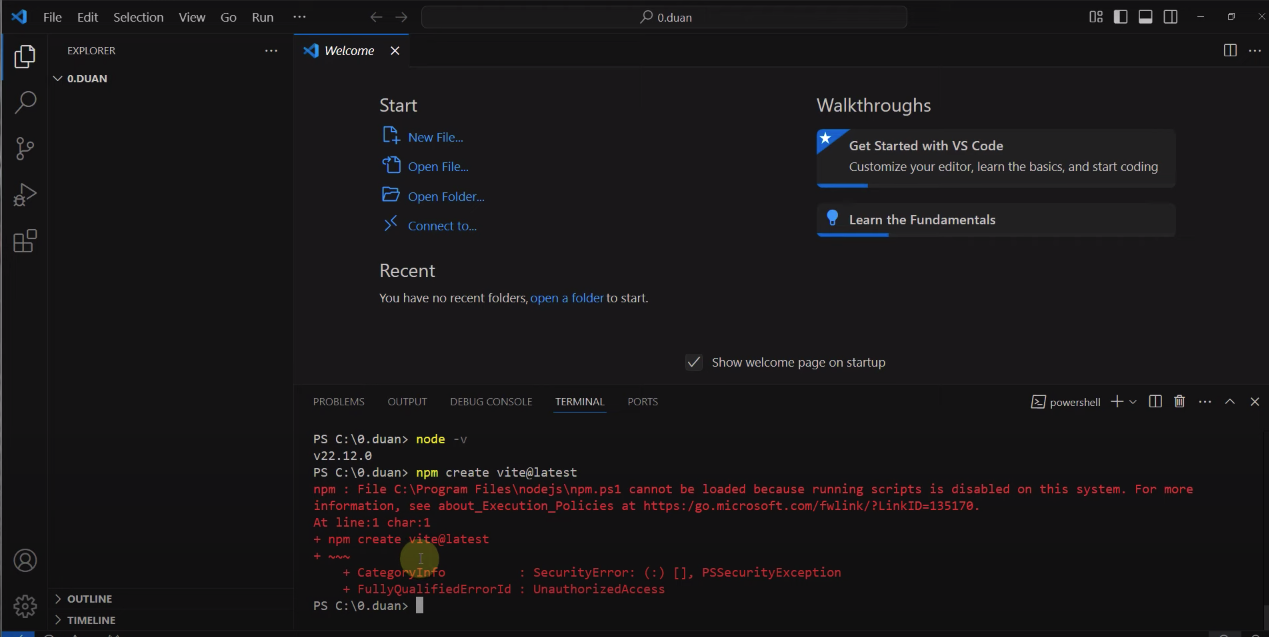 File Edit Selection View Go Run ···
0.duan
EXPLORER
0.DUAN
Welcome
Start
New File...
Open File...
Open Folder...
Connect to...
Recent
You have no recent folders, open a folder to start.
Walkthroughs
Get Started with VS Code
Customize your editor, learn the basics, and start coding
Learn the Fundamentals
Show welcome page on startup
PROBLEMS OUTPUT DEBUG CONSOLE TERMINAL PORTS
powershell
PS C:\0.duan> node -v
v22.12.0
PS C:\0.duan> npm create vite@latest
npm : File C:\Program Files\nodejs\npm.ps1 cannot be loaded because running scripts is disabled on this system. For more
information, see about_Execution_Policies at https:/go.microsoft.com/fwlink/?LinkID=135170.
At line:1 char:1
+ npm create vite@latest
+ ~~~
+ CategoryInfo : SecurityError: (:) [], PSSecurityException
+ FullyQualifiedErrorId : UnauthorizedAccess
PS C:\0.duan>
OUTLINE
TIMELINE